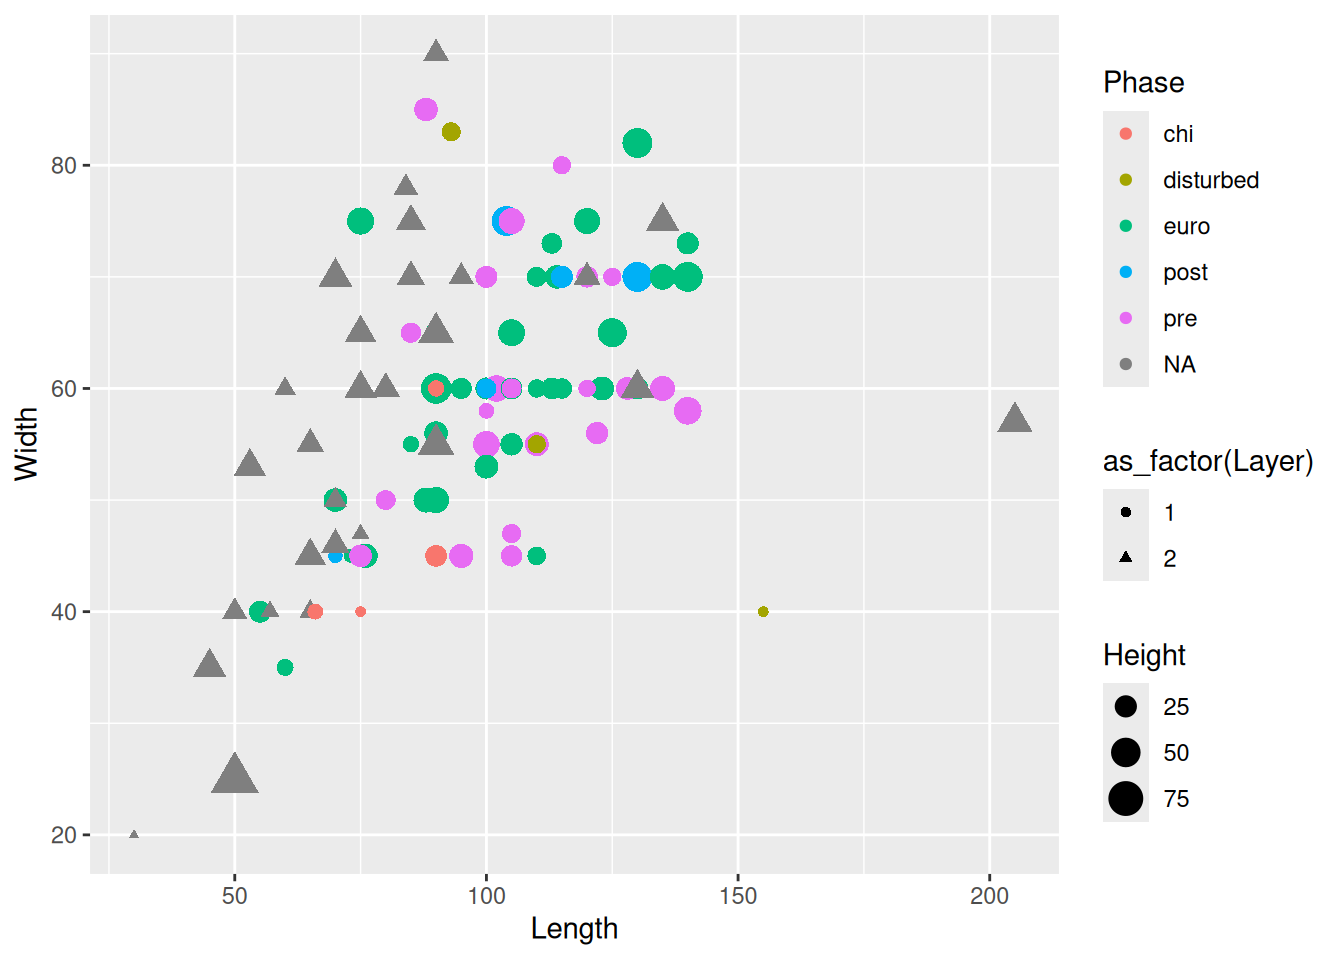 Phase
chi
disturbed
euro
post
pre
NA
as_factor(Layer)
1
2
Height
25
50
75
Width
80
60
40
20
50
100
150
200
Length